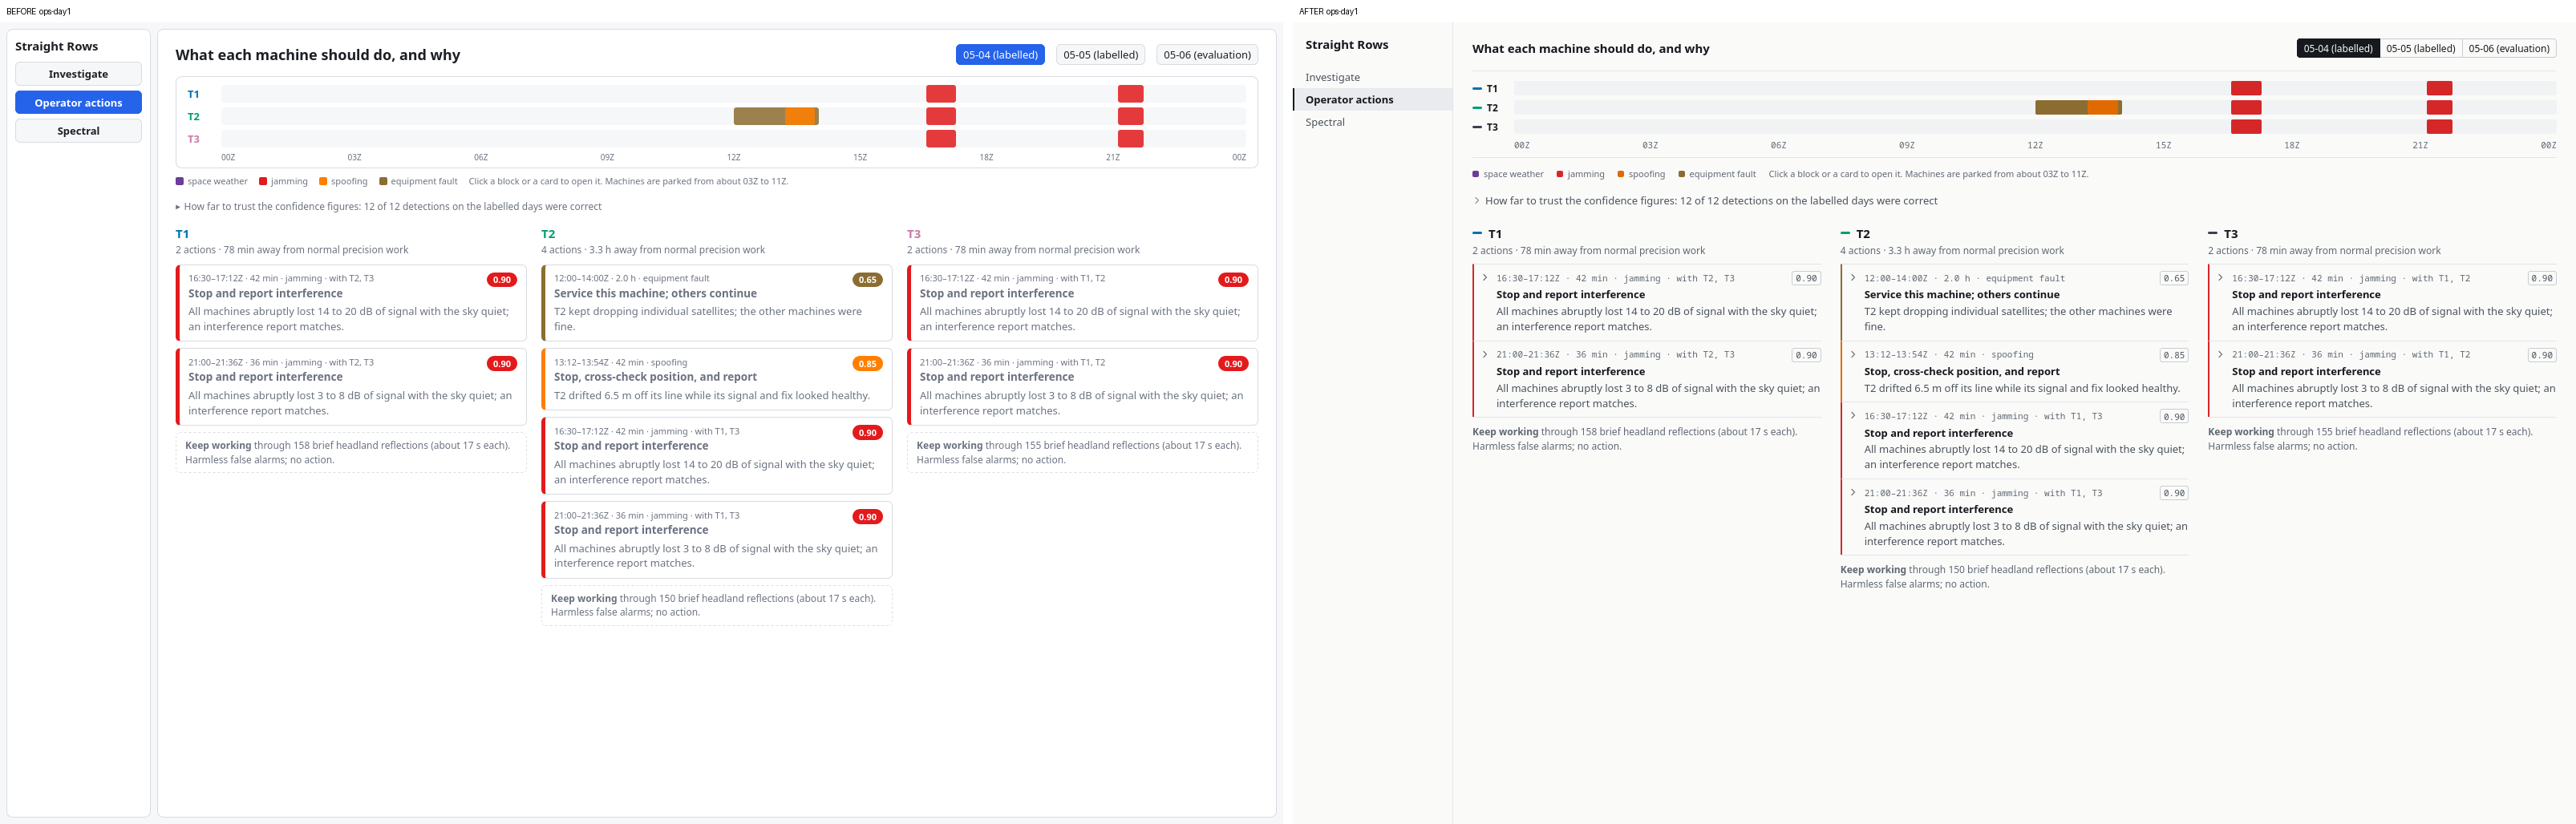 BEFORE ops-day1
Straight Rows
Investigate
Operator actions
Spectral
What each machine should do, and why
05-04 (labelled)
05-05 (labelled)
05-06 (evaluation)
T1
T2
T3
00Z 03Z 06Z 09Z 12Z 15Z 18Z 21Z 00Z
space weather jamming spoofing equipment fault Click a block or a card to open it. Machines are parked from about 03Z to 11Z.
How far to trust the confidence figures: 12 of 12 detections on the labelled days were correct
T1
2 actions · 78 min away from normal precision work
16:30–17:12Z · 42 min · jamming · with T2, T3 0.90
Stop and report interference
All machines abruptly lost 14 to 20 dB of signal with the sky quiet;
an interference report matches.
21:00–21:36Z · 36 min · jamming · with T2, T3 0.90
Stop and report interference
All machines abruptly lost 3 to 8 dB of signal with the sky quiet; an
interference report matches.
Keep working through 158 brief headland reflections (about 17 s each).
Harmless false alarms; no action.
T2
4 actions · 3.3 h away from normal precision work
12:00–14:00Z · 2.0 h · equipment fault 0.65
Service this machine; others continue
T2 kept dropping individual satellites; the other machines were
fine.
13:12–13:54Z · 42 min · spoofing 0.85
Stop, cross-check position, and report
T2 drifted 6.5 m off its line while its signal and fix looked healthy.
16:30–17:12Z · 42 min · jamming · with T1, T3 0.90
Stop and report interference
All machines abruptly lost 14 to 20 dB of signal with the sky quiet;
an interference report matches.
21:00–21:36Z · 36 min · jamming · with T1, T3 0.90
Stop and report interference
All machines abruptly lost 3 to 8 dB of signal with the sky quiet; an
interference report matches.
Keep working through 150 brief headland reflections (about 17 s each).
Harmless false alarms; no action.
T3
2 actions · 78 min away from normal precision work
16:30–17:12Z · 42 min · jamming · with T1, T2 0.90
Stop and report interference
All machines abruptly lost 14 to 20 dB of signal with the sky quiet;
an interference report matches.
21:00–21:36Z · 36 min · jamming · with T1, T2 0.90
Stop and report interference
All machines abruptly lost 3 to 8 dB of signal with the sky quiet; an
interference report matches.
Keep working through 155 brief headland reflections (about 17 s each).
Harmless false alarms; no action.
AFTER ops-day1
Straight Rows
Investigate
Operator actions
Spectral
What each machine should do, and why
05-04 (labelled)
05-05 (labelled)
05-06 (evaluation)
T1
T2
T3
00Z 03Z 06Z 09Z 12Z 15Z 18Z 21Z 00Z
space weather jamming spoofing equipment fault Click a block or a card to open it. Machines are parked from about 03Z to 11Z.
How far to trust the confidence figures: 12 of 12 detections on the labelled days were correct
T1
2 actions · 78 min away from normal precision work
16:30–17:12Z · 42 min · jamming · with T2, T3 0.90
Stop and report interference
All machines abruptly lost 14 to 20 dB of signal with the sky quiet;
an interference report matches.
21:00–21:36Z · 36 min · jamming · with T2, T3 0.90
Stop and report interference
All machines abruptly lost 3 to 8 dB of signal with the sky quiet; an
interference report matches.
Keep working through 158 brief headland reflections (about 17 s each).
Harmless false alarms; no action.
T2
4 actions · 3.3 h away from normal precision work
12:00–14:00Z · 2.0 h · equipment fault 0.65
Service this machine; others continue
T2 kept dropping individual satellites; the other machines were
fine.
13:12–13:54Z · 42 min · spoofing 0.85
Stop, cross-check position, and report
T2 drifted 6.5 m off its line while its signal and fix looked healthy.
16:30–17:12Z · 42 min · jamming · with T1, T3 0.90
Stop and report interference
All machines abruptly lost 14 to 20 dB of signal with the sky quiet;
an interference report matches.
21:00–21:36Z · 36 min · jamming · with T1, T3 0.90
Stop and report interference
All machines abruptly lost 3 to 8 dB of signal with the sky quiet; an
interference report matches.
Keep working through 150 brief headland reflections (about 17 s each).
Harmless false alarms; no action.
T3
2 actions · 78 min away from normal precision work
16:30–17:12Z · 42 min · jamming · with T1, T2 0.90
Stop and report interference
All machines abruptly lost 14 to 20 dB of signal with the sky quiet;
an interference report matches.
21:00–21:36Z · 36 min · jamming · with T1, T2 0.90
Stop and report interference
All machines abruptly lost 3 to 8 dB of signal with the sky quiet; an
interference report matches.
Keep working through 155 brief headland reflections (about 17 s each).
Harmless false alarms; no action.